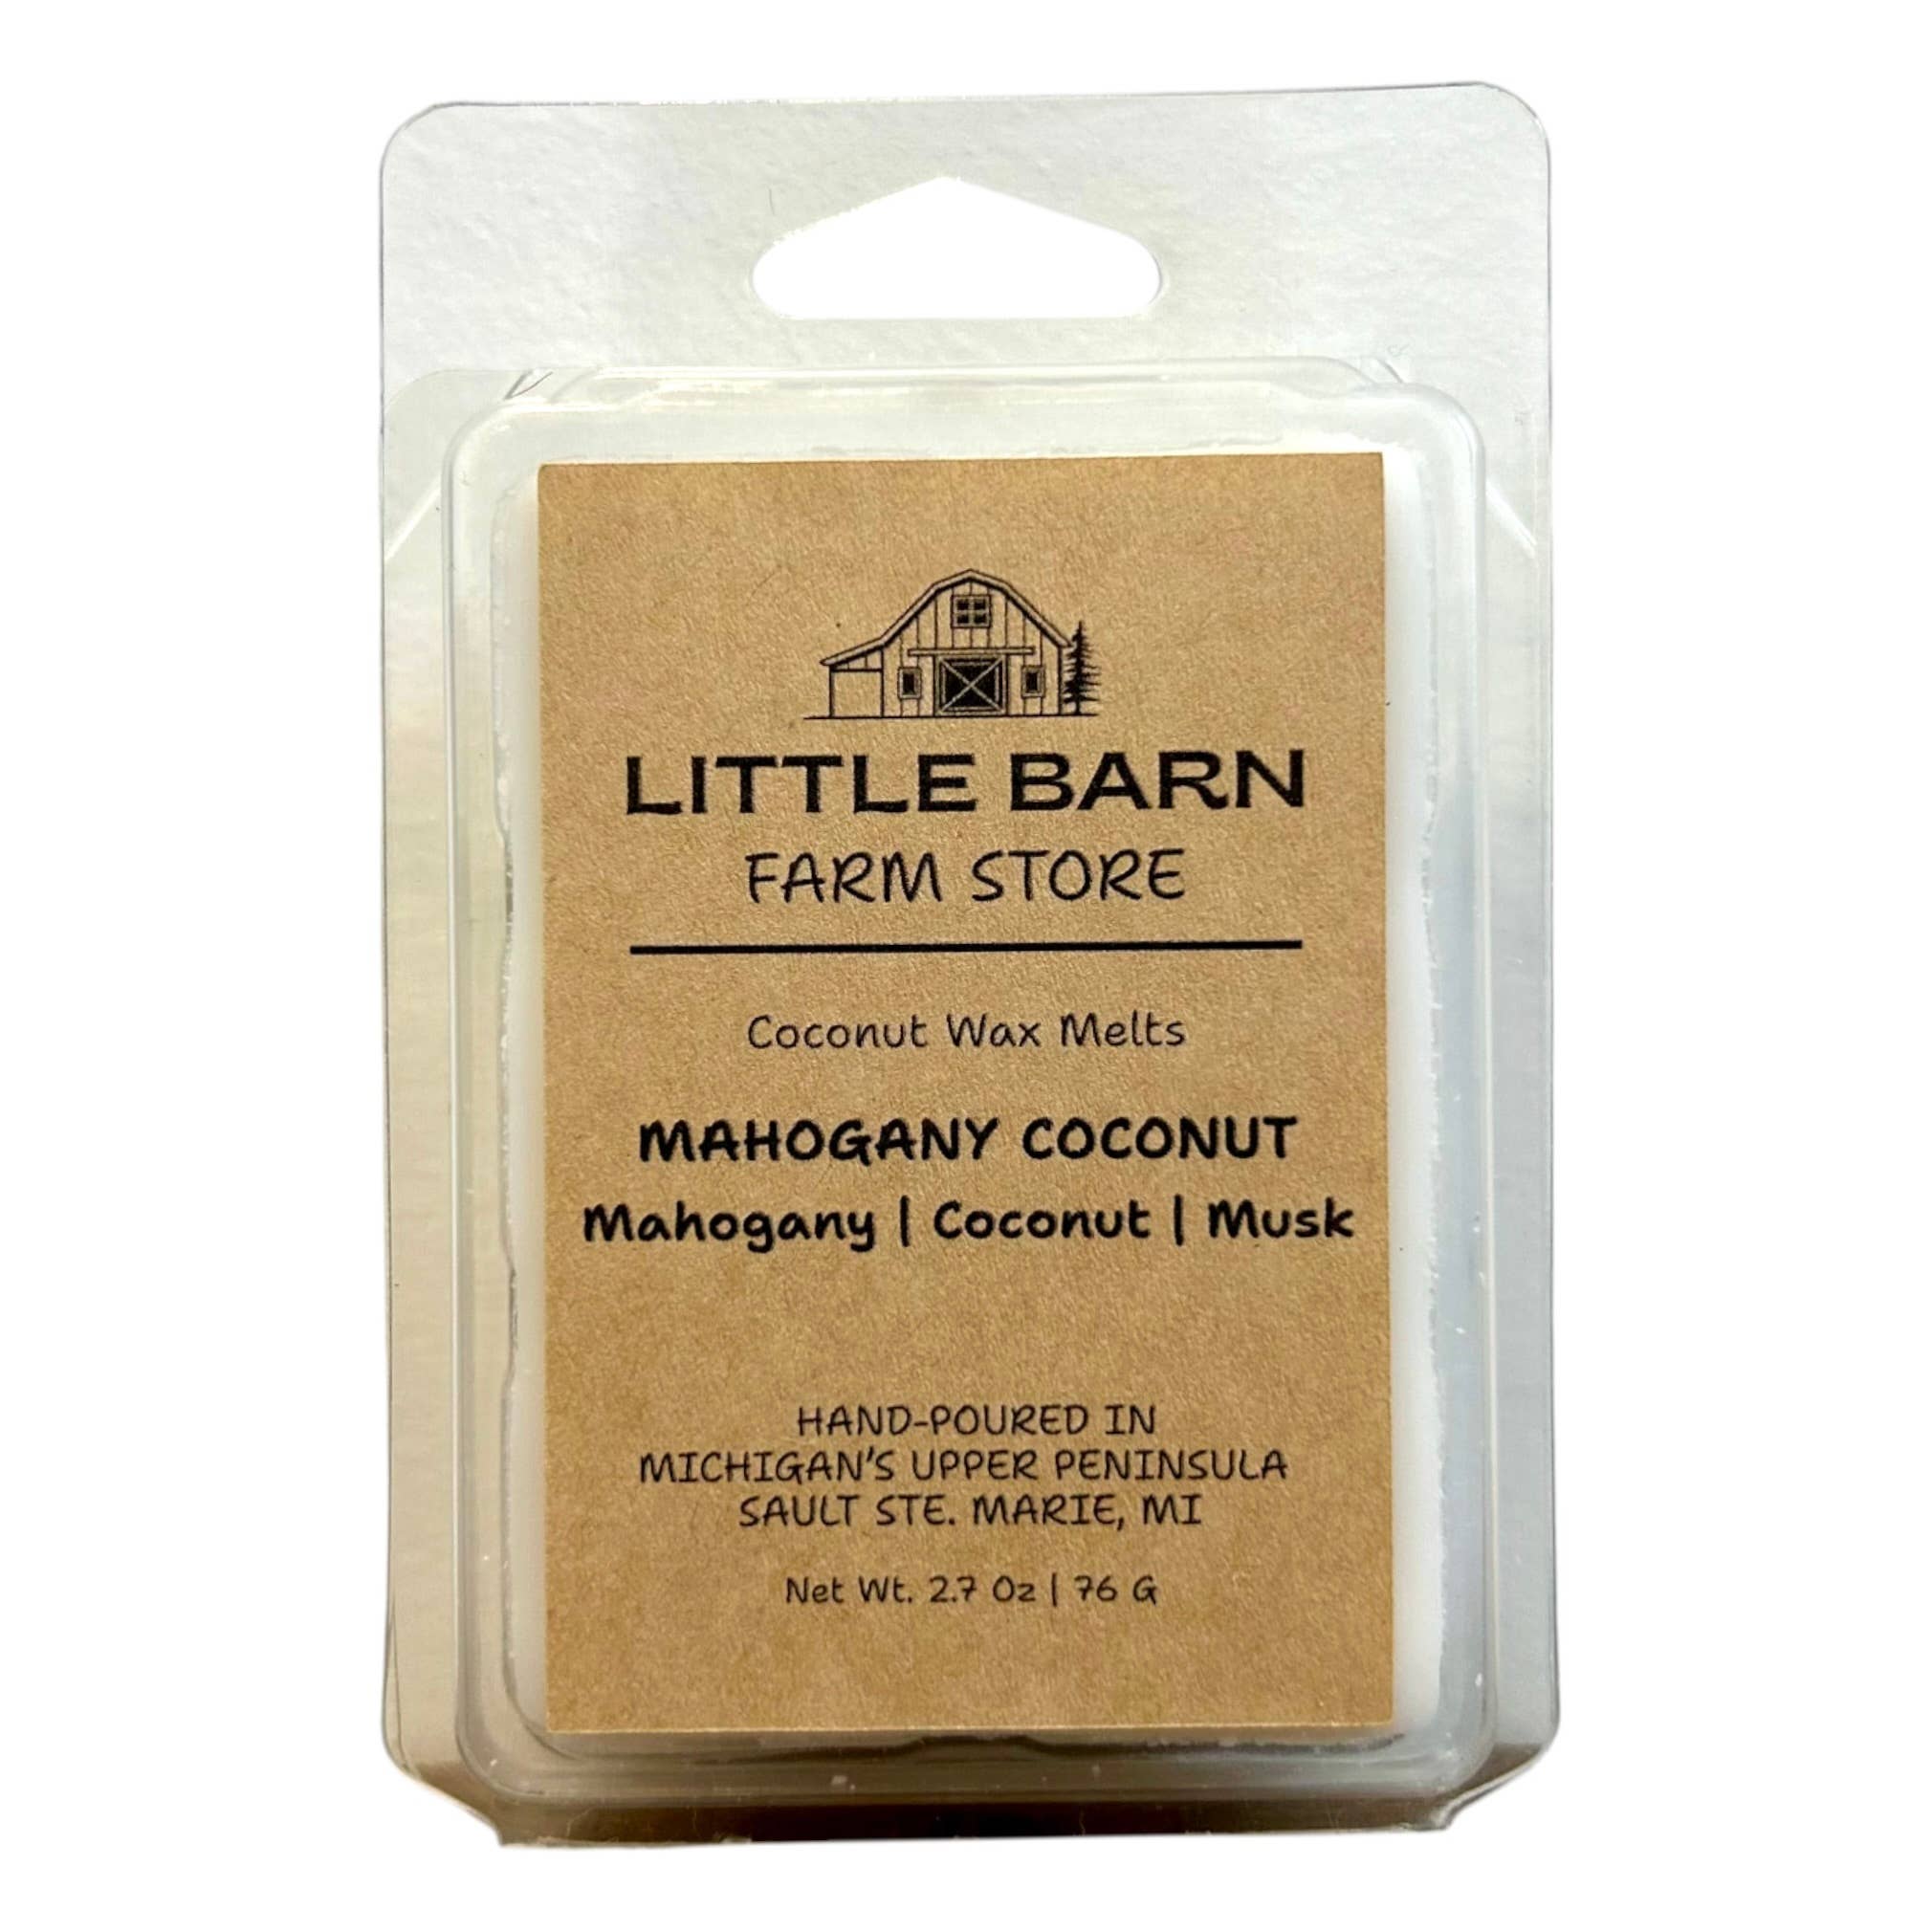 LITTLE BARN
FARM STORE
Coconut Wax Melts
MAHOGANY COCONUT
Mahogany | Coconut | Musk
HAND-POURED IN
MICHIGAN'S UPPER PENINSULA
SAULT STE. MARIE, MI
Net Wt. 2.7 Oz | 76 G